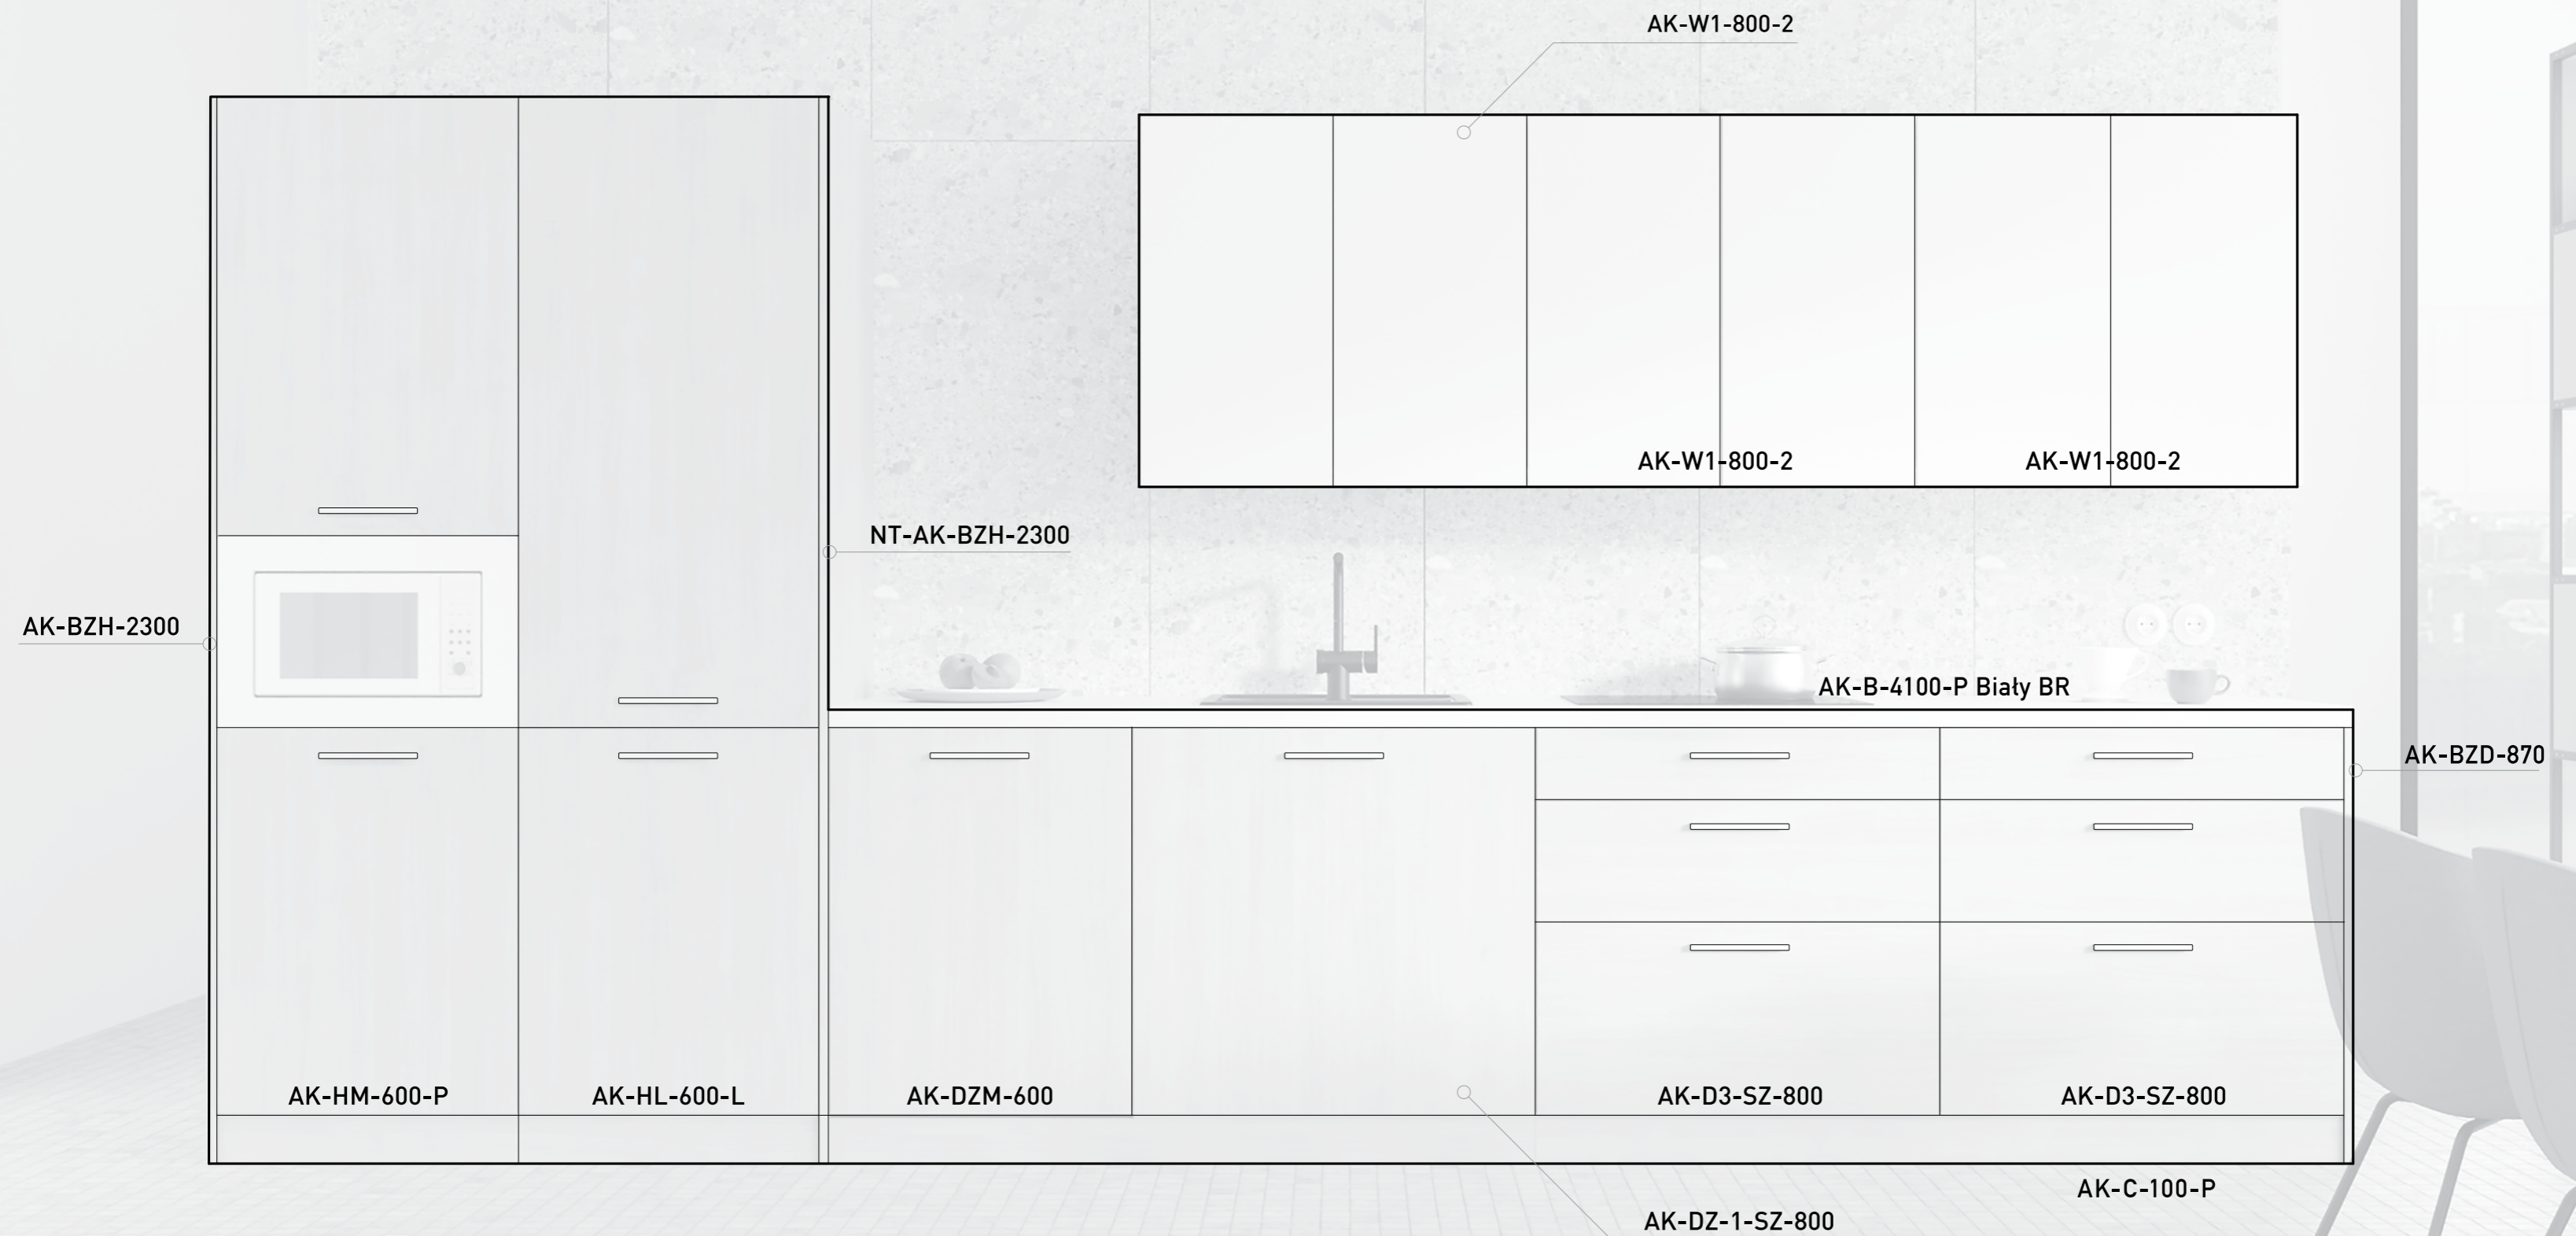 AK-W1-800-2
AK-W1-800-2
AK-W1-800-2
NT-AK-BZH-2300
AK-BZH-2300
AK-B-4100-P Biały BR
AK-BZD-870
AK-HM-600-P
AK-HL-600-L
AK-DZM-600
AK-D3-SZ-800
AK-D3-SZ-800
AK-C-100-P
AK-DZ-1-SZ-800